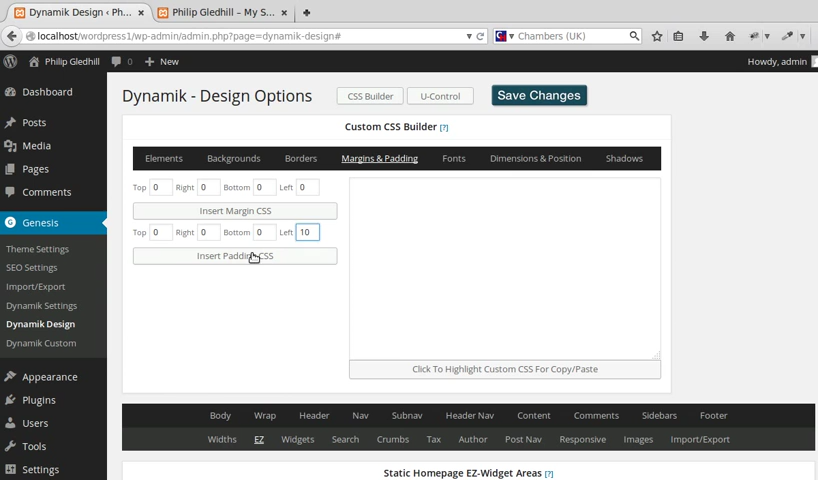 Dynamik Design ‹ Ph... × Philip Gledhill – My S... ×
localhost/wordpress1/wp-admin/admin.php?page=dynamik-design# Chambers (UK)
Philip Gledhill 0 New Howdy, admin
Dashboard
Posts
Media
Pages
Comments
Genesis
Theme Settings
SEO Settings
Import/Export
Dynamik Settings
Dynamik Design
Dynamik Custom
Appearance
Plugins
Users
Tools
Settings
Dynamik - Design Options CSS Builder U-Control Save Changes
Custom CSS Builder [?]
Elements Backgrounds Borders Margins & Padding Fonts Dimensions & Position Shadows
Top 0 Right 0 Bottom 0 Left 0
Insert Margin CSS
Top 0 Right 0 Bottom 0 Left 10
Insert Padding CSS
Click To Highlight Custom CSS For Copy/Paste
Body Wrap Header Nav Subnav Header Nav Content Comments Sidebars Footer
Widths EZ Widgets Search Crumbs Tax Author Post Nav Responsive Images Import/Export
Static Homepage EZ-Widget Areas [?]